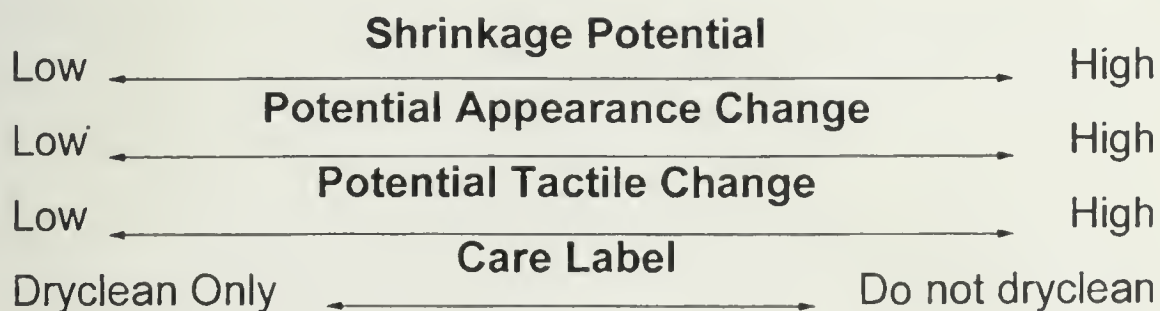 Shrinkage Potential
Low High
Potential Appearance Change
Low High
Potential Tactile Change
Low High
Care Label
Dryclean Only Do not dryclean